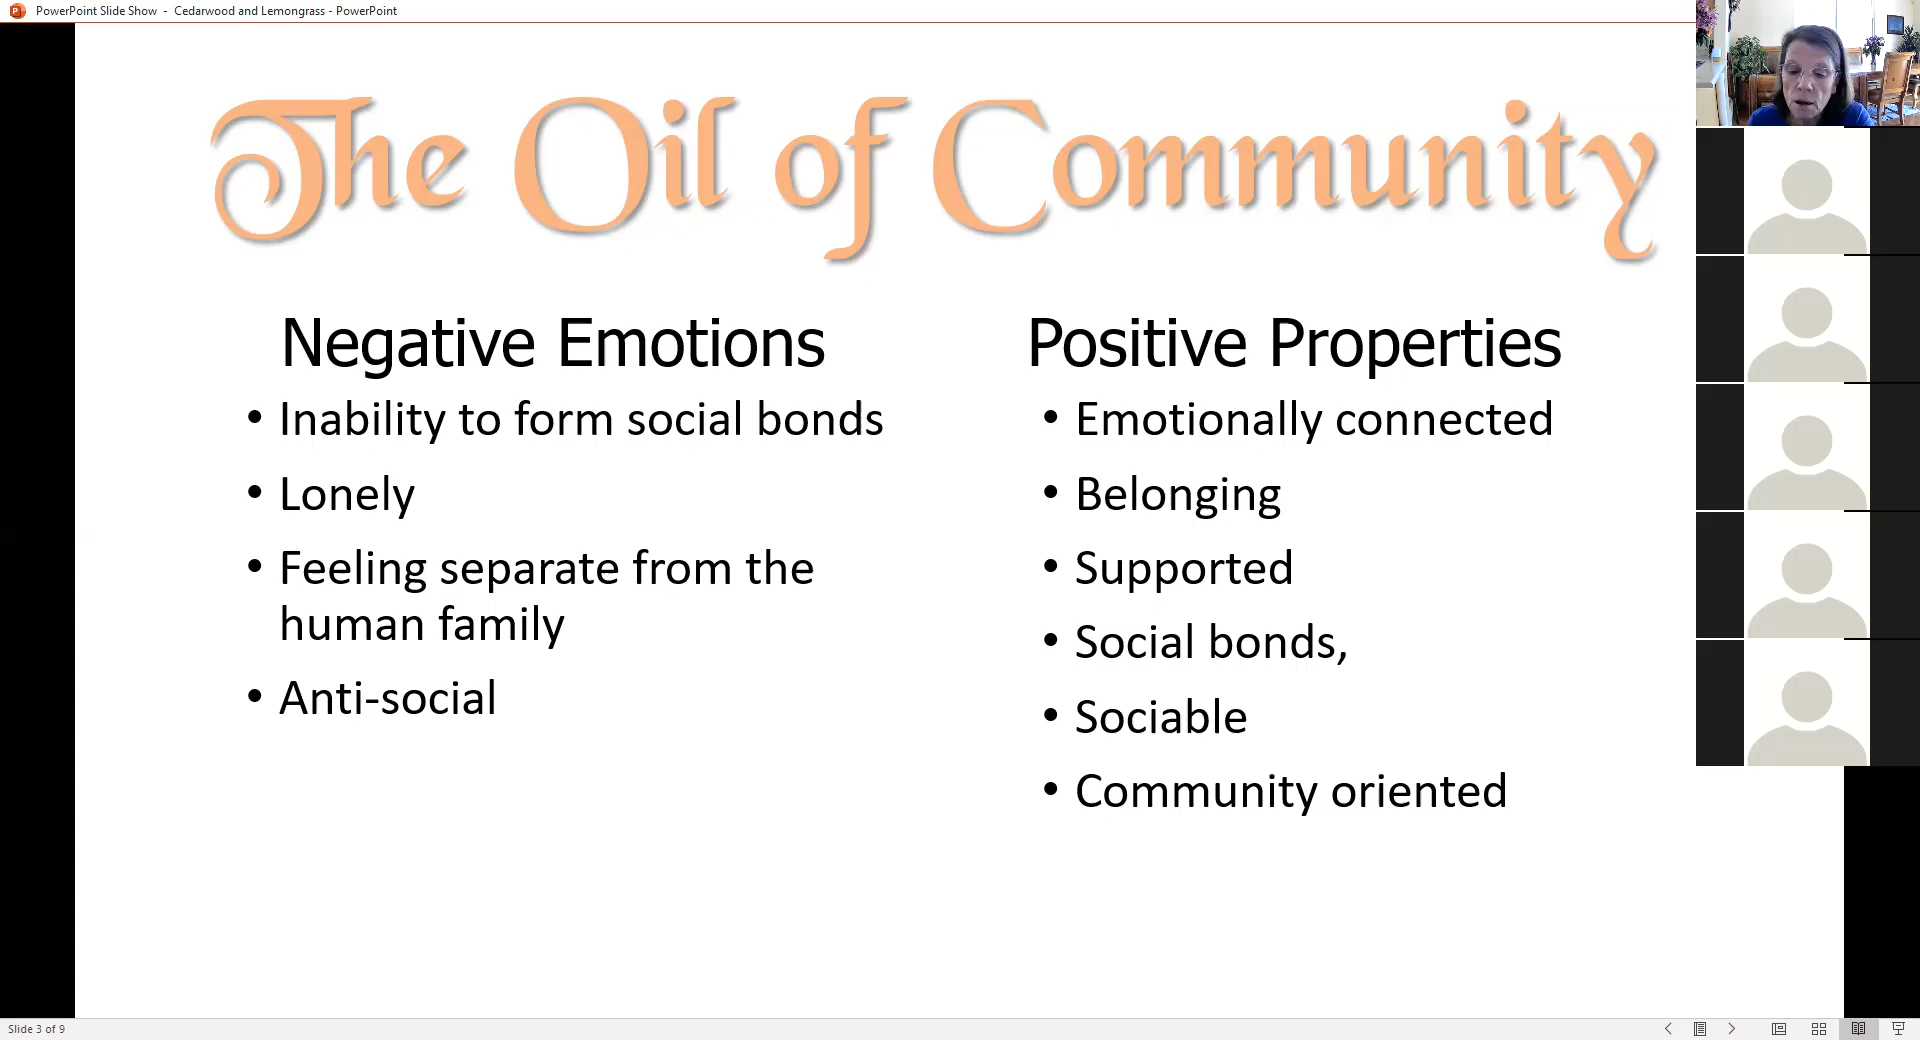 PowerPoint Slide Show - Cedarwood and Lemongrass - PowerPoint
The Oil of Community
Negative Emotions
• Inability to form social bonds
• Lonely
• Feeling separate from the
human family
• Anti-social
Positive Properties
• Emotionally connected
• Belonging
• Supported
• Social bonds,
• Sociable
• Community oriented
Slide 3 of 9